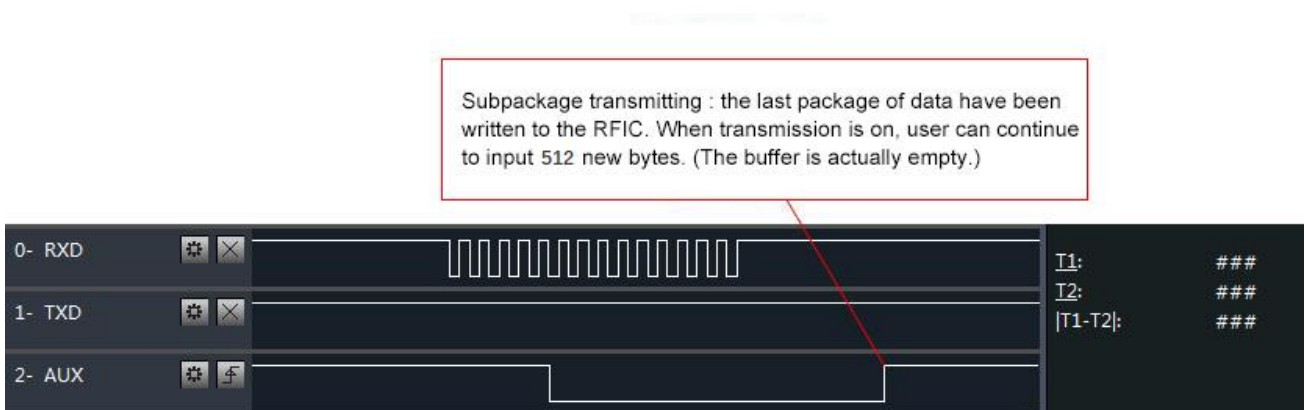 Subpackage transmitting : the last package of data have been
written to the RFIC. When transmission is on, user can continue
to input 512 new bytes. (The buffer is actually empty.)
0- RXD
T1: ###
1- TXD
T2: ###
|T1-T2|: ###
2- AUX